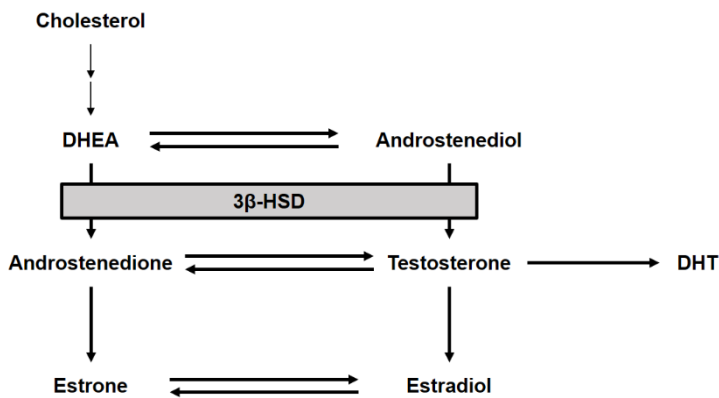 Cholesterol
DHEA
Androstenediol
3β-HSD
Androstenedione
Testosterone
DHT
Estrone
Estradiol